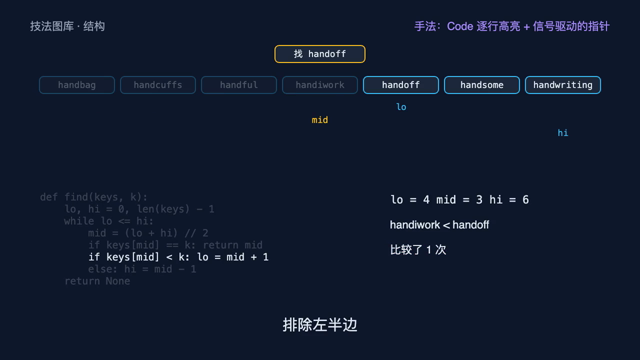 技法图库 · 结构
手法：Code 逐行高亮 + 信号驱动的指针
找 handoff
handbag handcuffs handful handiwork handoff handsome handwriting
lo
mid
hi
def find(keys, k):
    lo, hi = 0, len(keys) - 1
    while lo <= hi:
        mid = (lo + hi) // 2
        if keys[mid] == k: return mid
        if keys[mid] < k: lo = mid + 1
        else: hi = mid - 1
    return None
lo = 4 mid = 3 hi = 6
handiwork < handoff
比较了 1 次
排除左半边